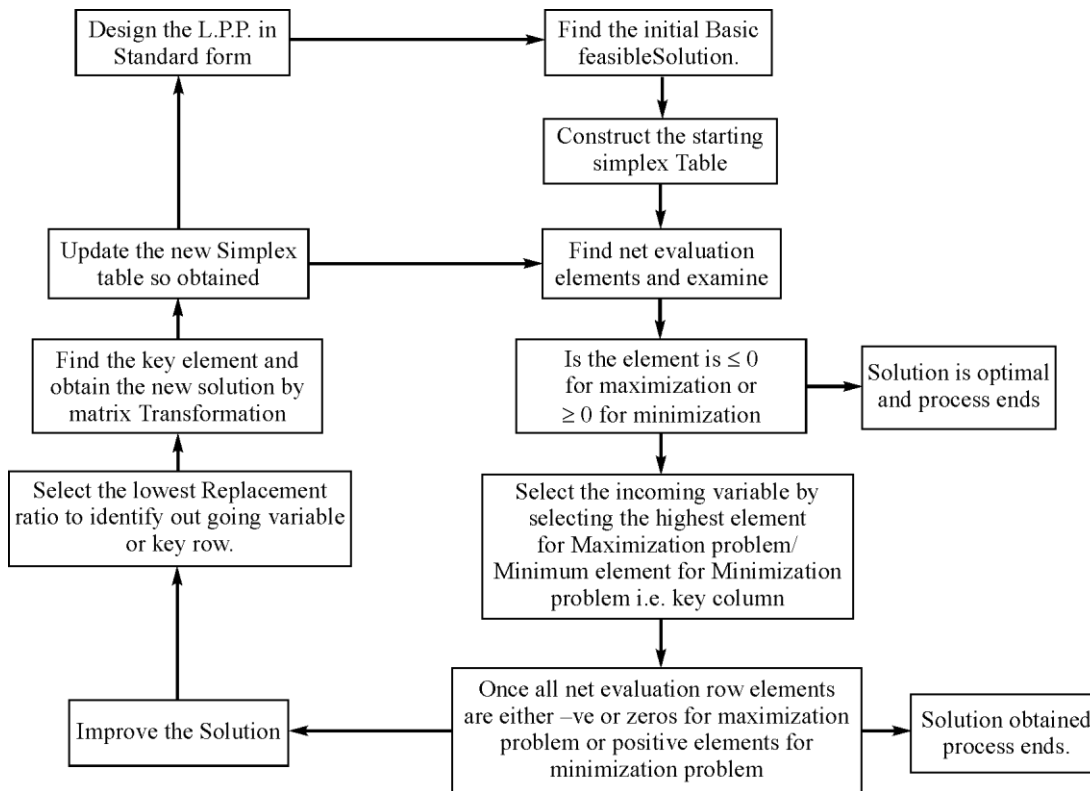 Design the L.P.P. in
Standard form
Find the initial Basic
feasibleSolution.
Construct the starting
simplex Table
Update the new Simplex
table so obtained
Find net evaluation
elements and examine
Find the key element and
obtain the new solution by
matrix Transformation
Is the element is ≤ 0
for maximization or
≥ 0 for minimization
Solution is optimal
and process ends
Select the lowest Replacement
ratio to identify out going variable
or key row.
Select the incoming variable by
selecting the highest element
for Maximization problem/
Minimum element for Minimization
problem i.e. key column
Improve the Solution
Once all net evaluation row elements
are either –ve or zeros for maximization
problem or positive elements for
minimization problem
Solution obtained
process ends.